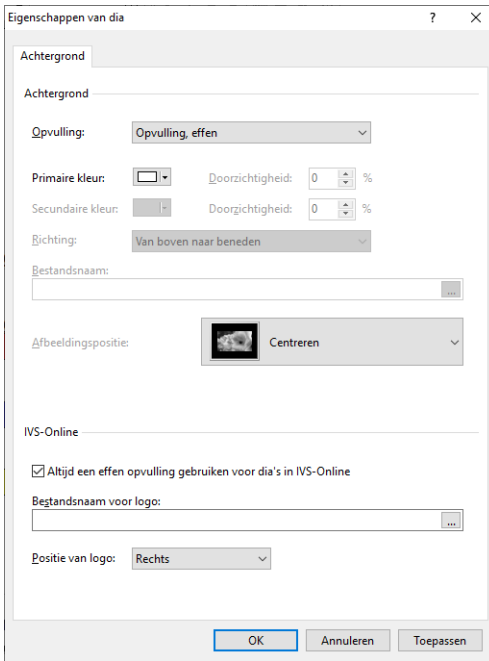 Eigenschappen van dia ?
Achtergrond
Achtergrond
Opvulling: Opvulling, effen
Primaire kleur: Doorzichtigheid: 0 %
Secundaire kleur: Doorzichtigheid: 0 %
Richting: Van boven naar beneden
Bestandsnaam:
...
Afbeeldingspositie: Centreren
IVS-Online
Altijd een effen opvulling gebruiken voor dia's in IVS-Online
Bestandsnaam voor logo:
...
Positie van logo: Rechts
OK Annuleren Toepassen